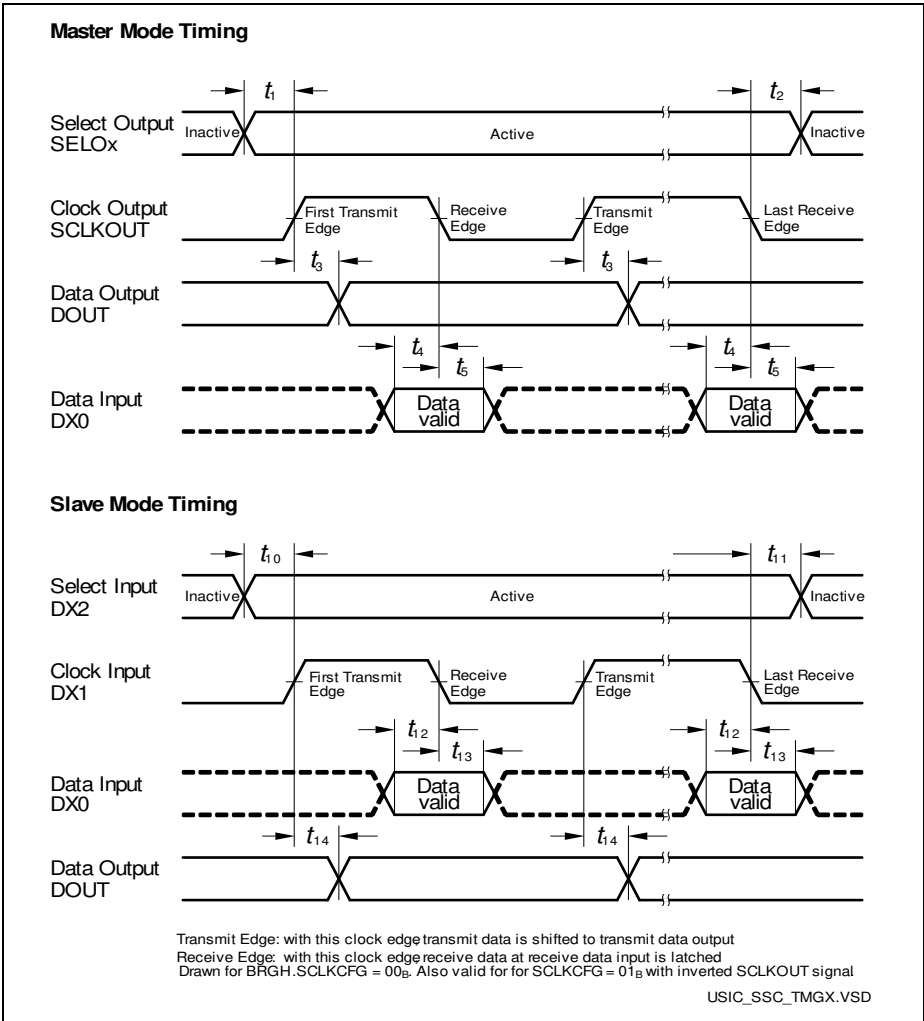 Master Mode Timing
t1
t2
Select Output
SELOx
Inactive
Active
Inactive
Clock Output
SCLKOUT
First Transmit
Edge
Receive
Edge
Transmit
Edge
Last Receive
Edge
t3
t3
Data Output
DOUT
t4
t5
t4
t5
Data Input
DX0
Data
valid
Data
valid
Slave Mode Timing
t10
t11
Select Input
DX2
Inactive
Active
Inactive
Clock Input
DX1
First Transmit
Edge
Receive
Edge
Transmit
Edge
Last Receive
Edge
t12
t13
t12
t13
Data Input
DX0
Data
valid
Data
valid
t14
t14
Data Output
DOUT
Transmit Edge: with this clock edge, transmit data is shifted to transmit data output
Receive Edge: with this clock edge, receive data at receive data input is latched
Drawn for BRGH.SCLKCFG = 00B. Also valid for for SCLKCFG = 01B with inverted SCLKOUT signal.
USIC_SSC_TMGX.VSD